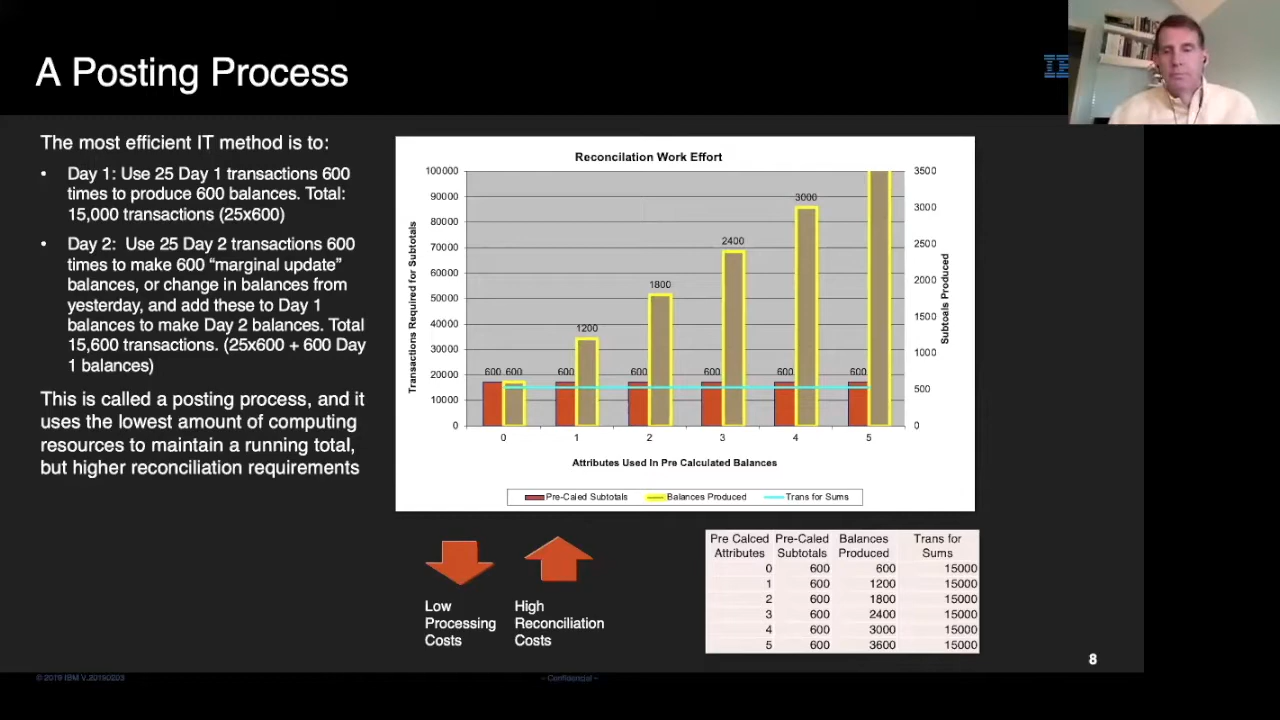 A Posting Process
IB
The most efficient IT method is to:
• Day 1: Use 25 Day 1 transactions 600
times to produce 600 balances. Total:
15,000 transactions (25x600)
• Day 2: Use 25 Day 2 transactions 600
times to make 600 “marginal update”
balances, or change in balances from
yesterday, and add these to Day 1
balances to make Day 2 balances. Total
15,600 transactions. (25x600 + 600 Day
1 balances)
This is called a posting process, and it
uses the lowest amount of computing
resources to maintain a running total,
but higher reconciliation requirements
Reconcilation Work Effort
Transactions Required for Subtotals
100000
90000
80000
70000
60000
50000
40000
30000
20000
10000
0
600 600
600 1200
600 1800
600 2400
600 3000
600
3500
3000
2500
2000
1500
1000
500
0
Subtoals Produced
0 1 2 3 4 5
Attributes Used In Pre Calculated Balances
Pre-Caled Subtotals Balances Produced Trans for Sums
Low
Processing
Costs
High
Reconciliation
Costs
Pre Calced Pre-Caled Balances Trans for
Attributes Subtotals Produced Sums
0 600 600 15000
1 600 1200 15000
2 600 1800 15000
3 600 2400 15000
4 600 3000 15000
5 600 3600 15000
8
© 2019 IBM V.20190203
~ Confidencial ~